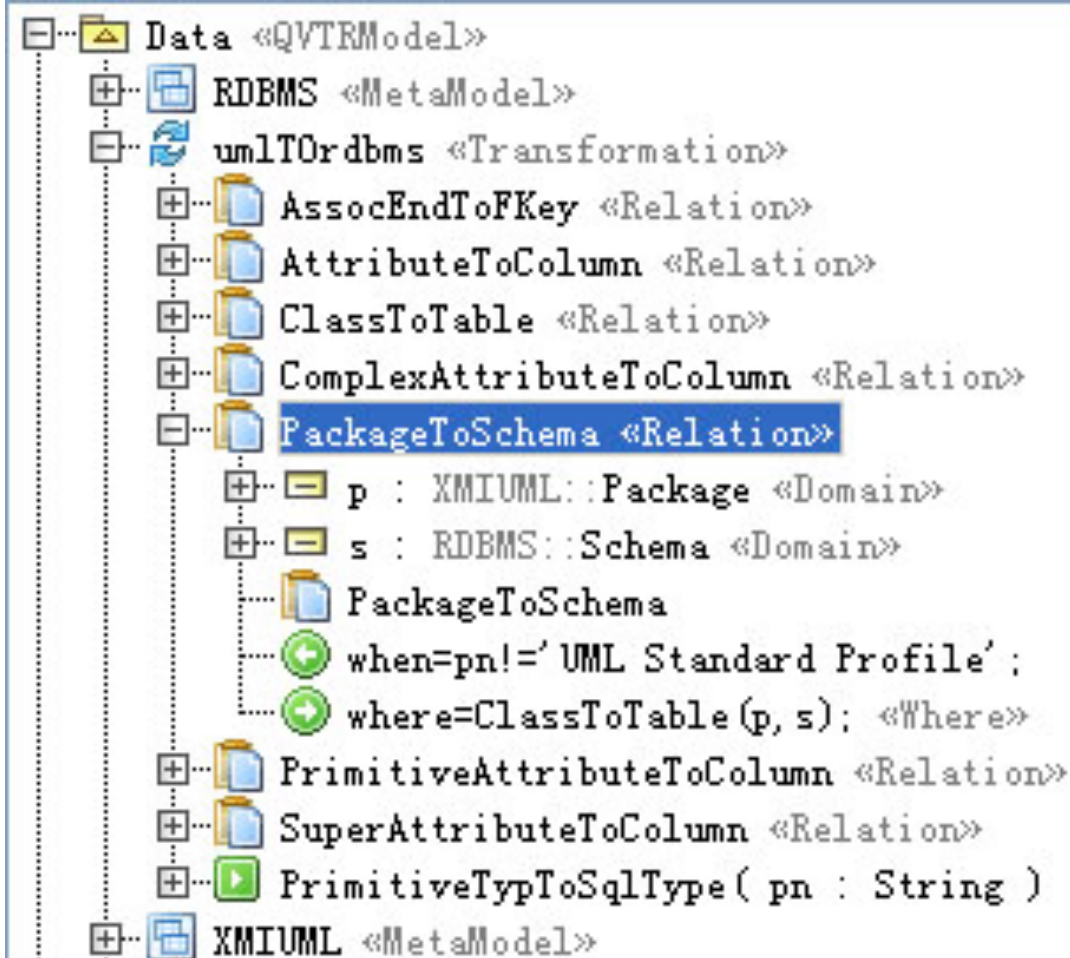 Data «QVTRModel»
RDBMS «MetaModel»
umlTOrdbms «Transformation»
AssocEndToFKey «Relation»
AttributeToColumn «Relation»
ClassToTable «Relation»
ComplexAttributeToColumn «Relation»
PackageToSchema «Relation»
p : XMIUML::Package «Domain»
s : RDBMS::Schema «Domain»
PackageToSchema
when=pn!='UML Standard Profile';
where=ClassToTable(p,s); «Where»
PrimitiveAttributeToColumn «Relation»
SuperAttributeToColumn «Relation»
PrimitiveTypToSqlType( pn : String )
XMIUML «MetaModel»